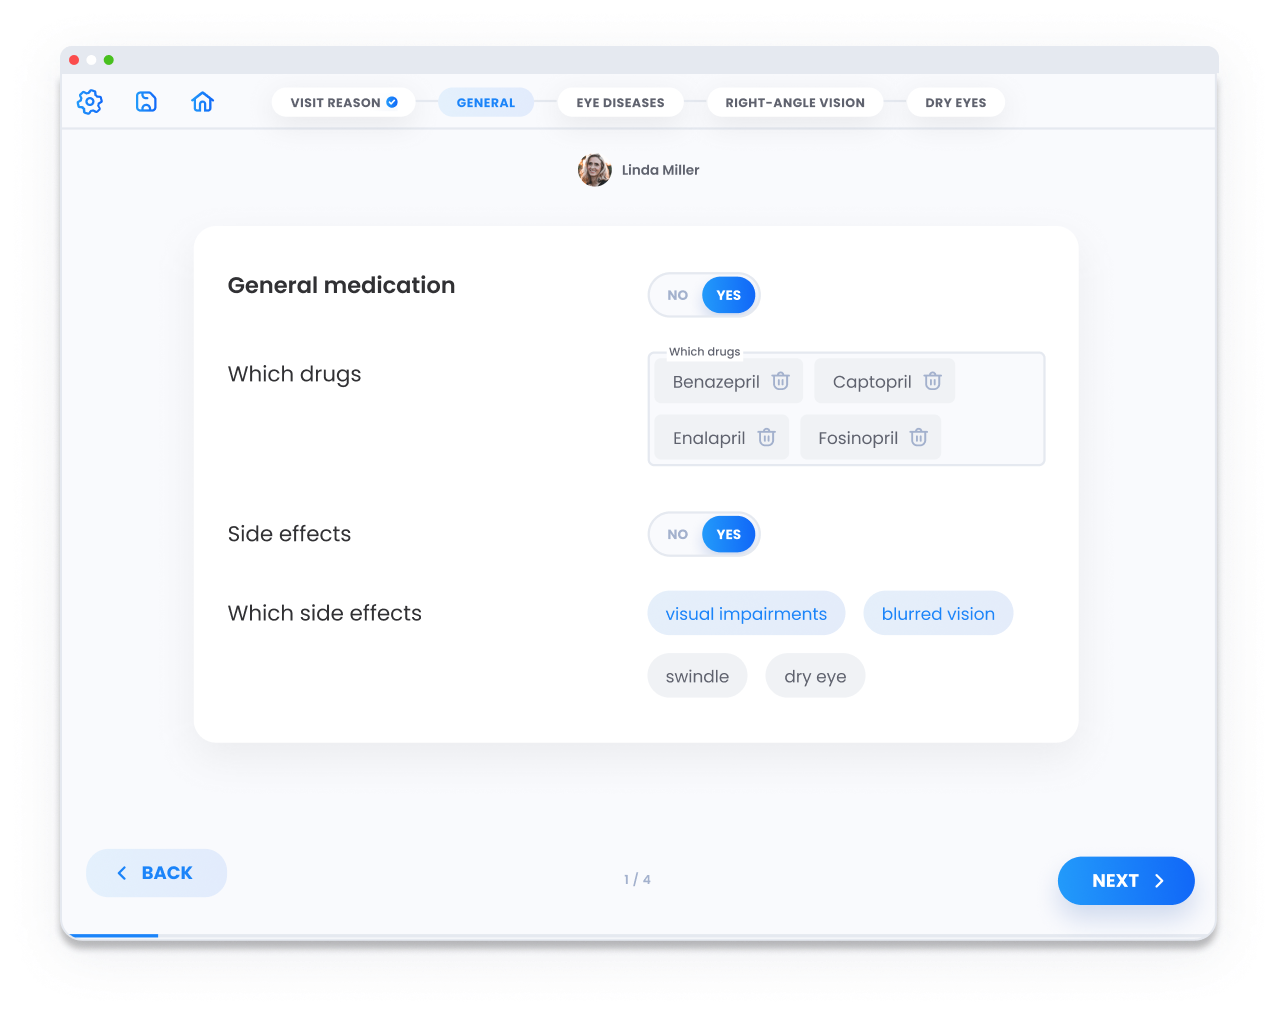 VISIT REASON
GENERAL
EYE DISEASES
RIGHT-ANGLE VISION
DRY EYES
Linda Miller
General medication
NO YES
Which drugs
Which drugs
Benazepril
Captopril
Enalapril
Fosinopril
Side effects
NO YES
Which side effects
visual impairments
blurred vision
swindle
dry eye
BACK
1 / 4
NEXT